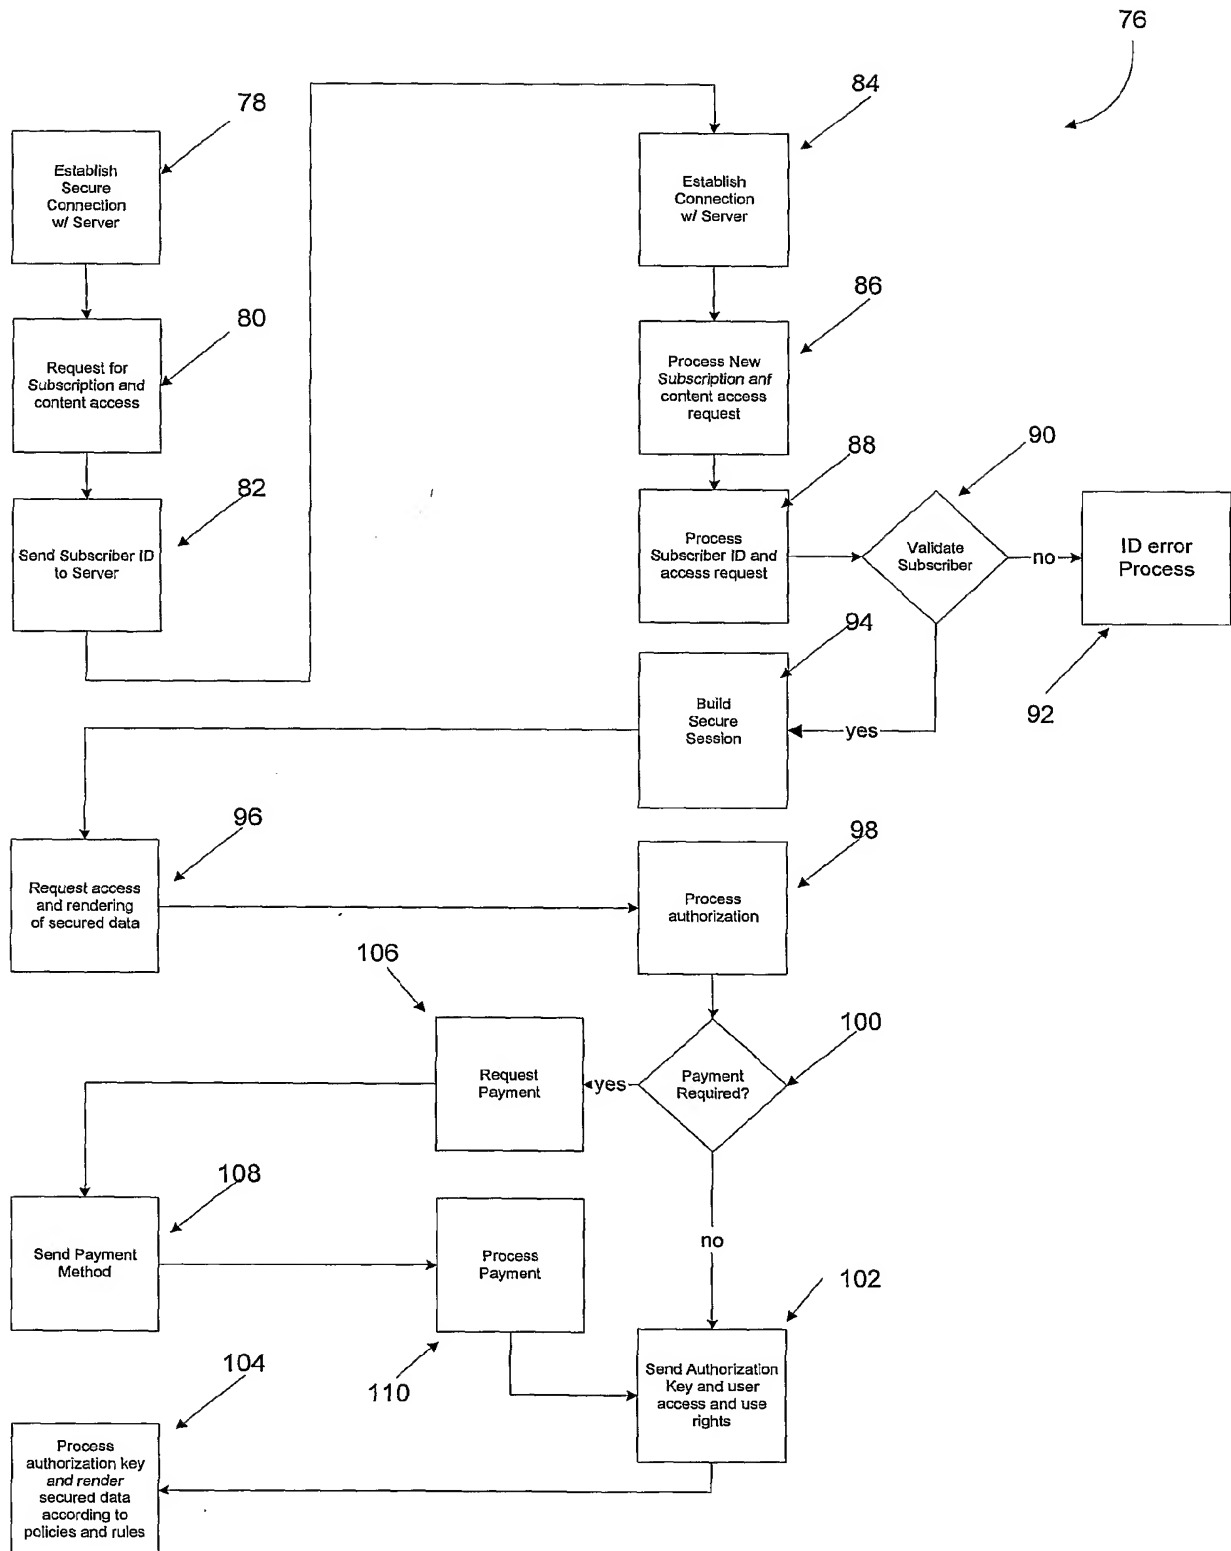 76
78
84
Establish
Secure
Connection
w/ Server
Establish
Connection
w/ Server
80
86
Request for
Subscription and
content access
Process New
Subscription anf
content access
request
82
88
90
Send Subscriber ID
to Server
Process
Subscriber ID and
access request
Validate
Subscriber
no
ID error
Process
94
92
Build
Secure
Session
yes
96
98
Request access
and rendering
of secured data
Process
authorization
106
100
Request
Payment
yes
Payment
Required?
108
Send Payment
Method
Process
Payment
no
102
104
110
Send Authorization
Key and user
access and use
rights
Process
authorization key
and render
secured data
according to
policies and rules